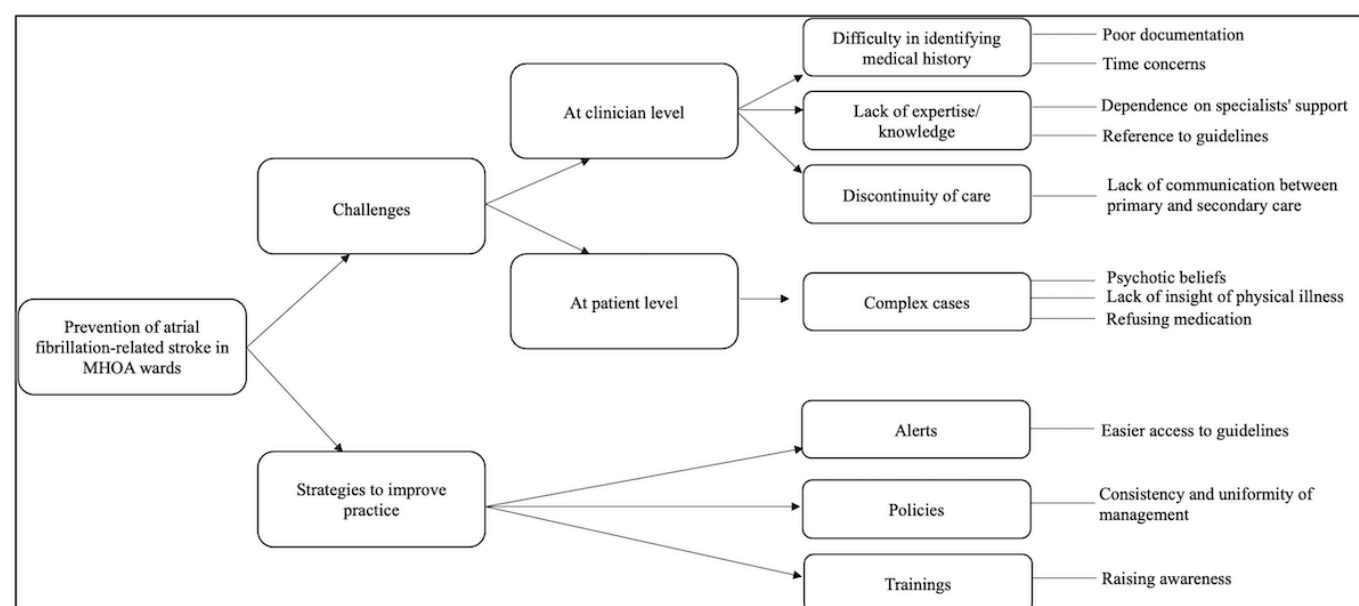 Prevention of atrial
fibrillation-related stroke in
MHOA wards
Challenges
At clinician level
Difficulty in identifying
medical history
Poor documentation
Time concerns
Lack of expertise/
knowledge
Dependence on specialists' support
Reference to guidelines
Discontinuity of care
Lack of communication between
primary and secondary care
At patient level
Complex cases
Psychotic beliefs
Lack of insight of physical illness
Refusing medication
Strategies to improve
practice
Alerts
Easier access to guidelines
Policies
Consistency and uniformity of
management
Trainings
Raising awareness